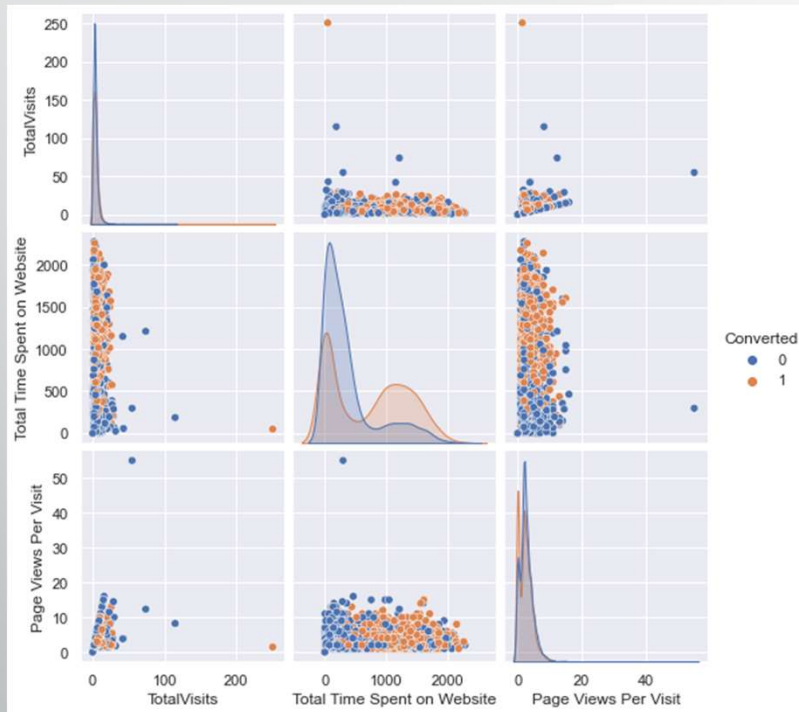 250
200
150
100
50
0
TotalVisits
2000
1500
1000
500
0
Total Time Spent on Website
Converted
0
1
50
40
30
20
10
0
Page Views Per Visit
0 200
TotalVisits
0 1000 2000
Total Time Spent on Website
0 20 40
Page Views Per Visit